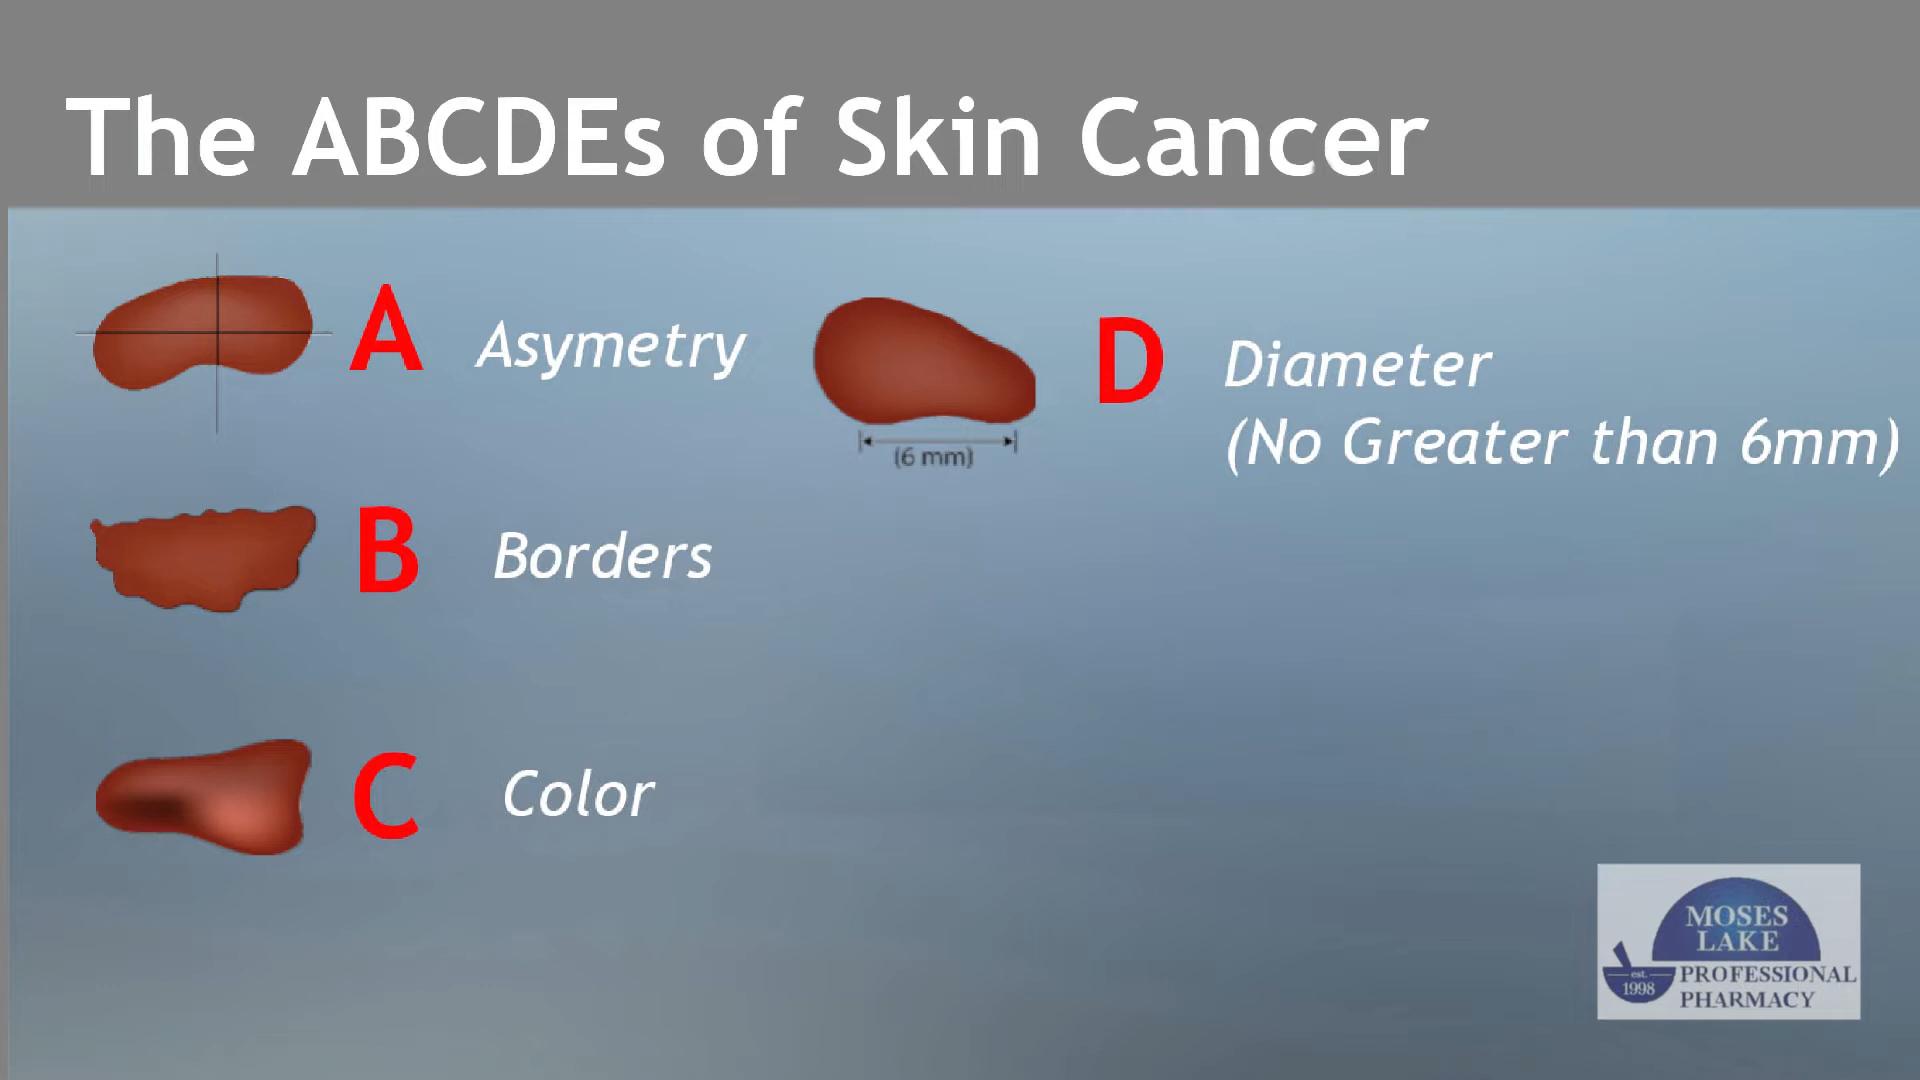 The ABCDEs of Skin Cancer
A Asymetry
B Borders
C Color
(6 mm)
D Diameter
(No Greater than 6mm)
MOSES
LAKE
PROFESSIONAL
PHARMACY
est.
1998